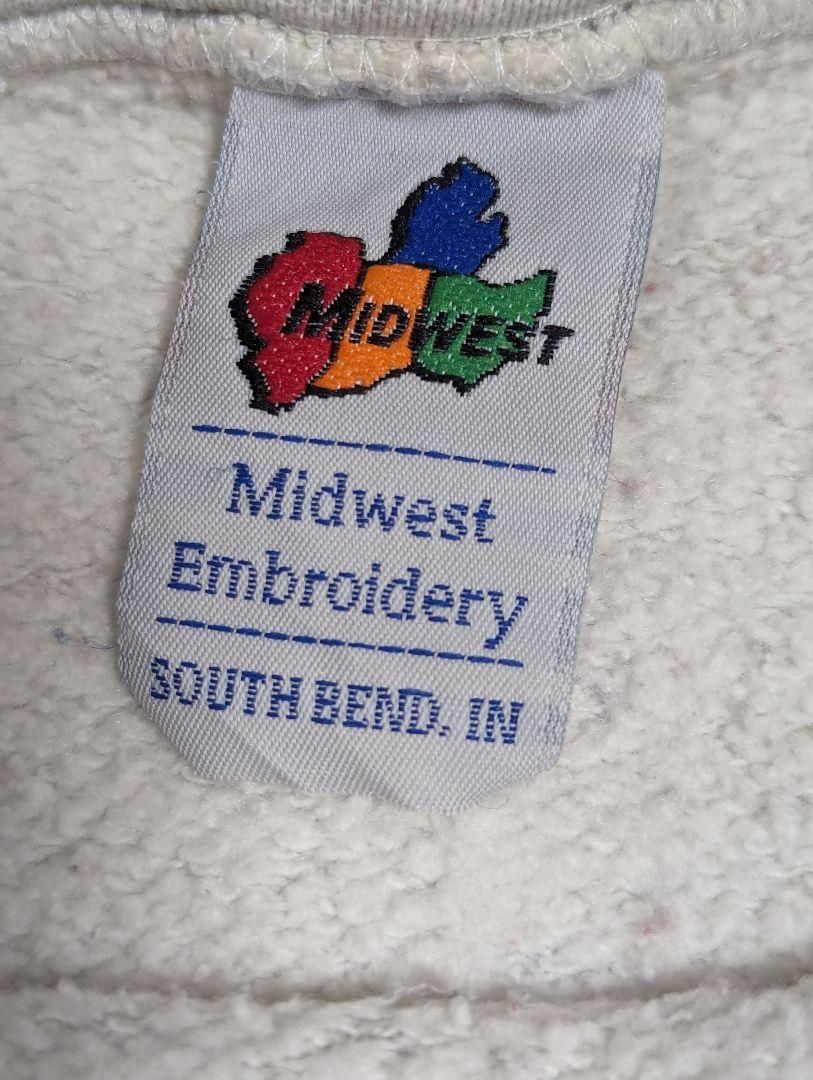 MIDWEST
Midwest
Embroidery
SOUTH BEND, IN